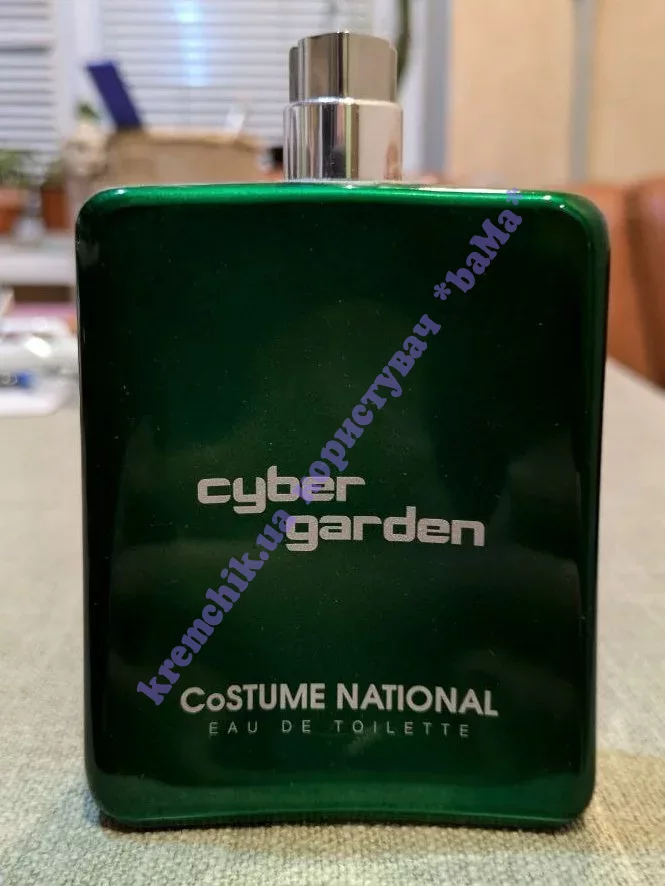 cyber
garden
CoSTUME NATIONAL
EAU DE TOILETTE
kremchik.ua користувач *baMa*